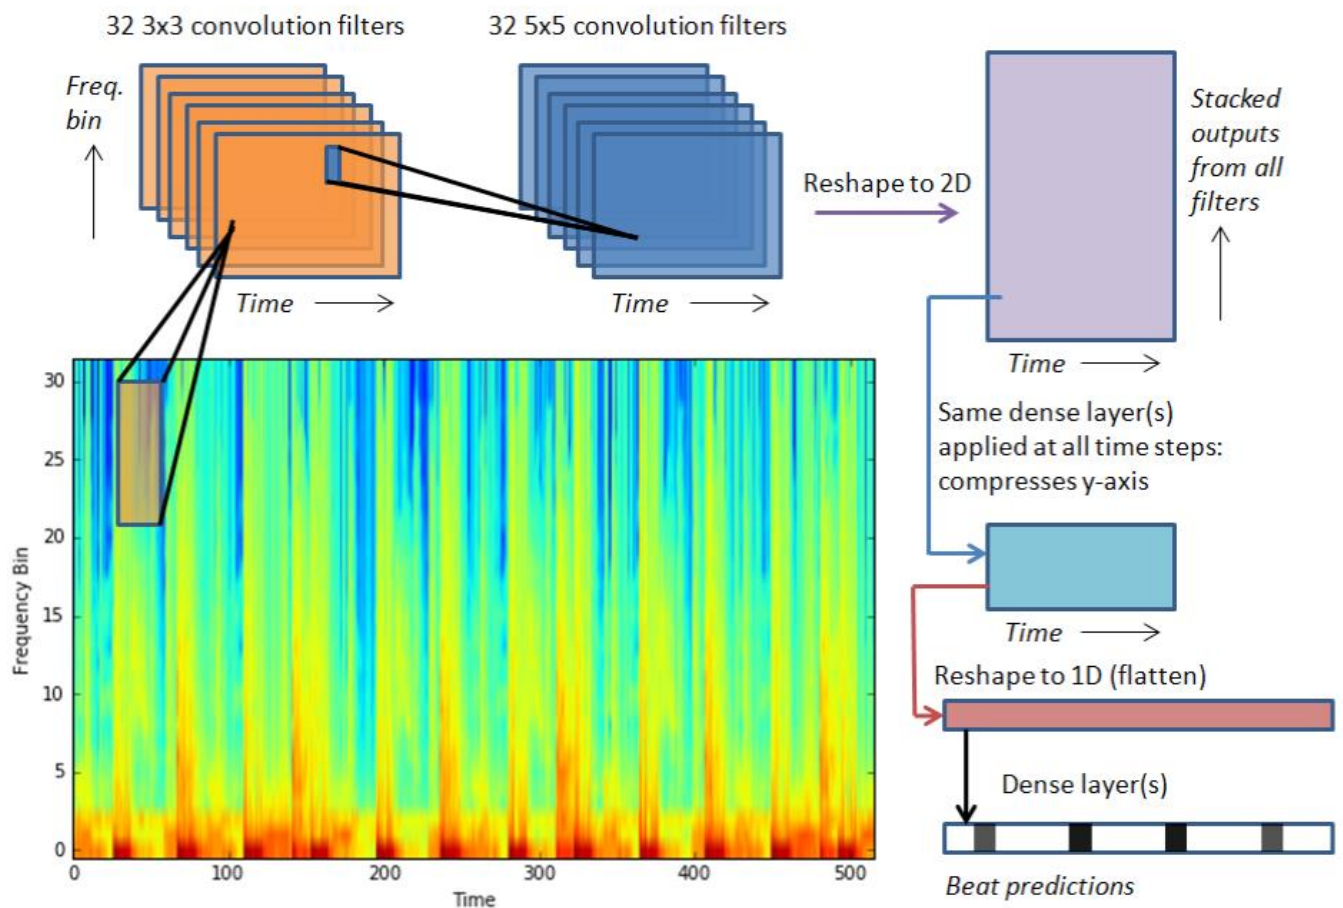 32 3x3 convolution filters
32 5x5 convolution filters
Freq.
bin
Time
Time
Reshape to 2D
Stacked
outputs
from all
filters
Time
Same dense layer(s)
applied at all time steps:
compresses y-axis
Time
Reshape to 1D (flatten)
Dense layer(s)
Beat predictions
Frequency Bin
30
25
20
15
10
5
0
0
100
200
300
400
500
Time